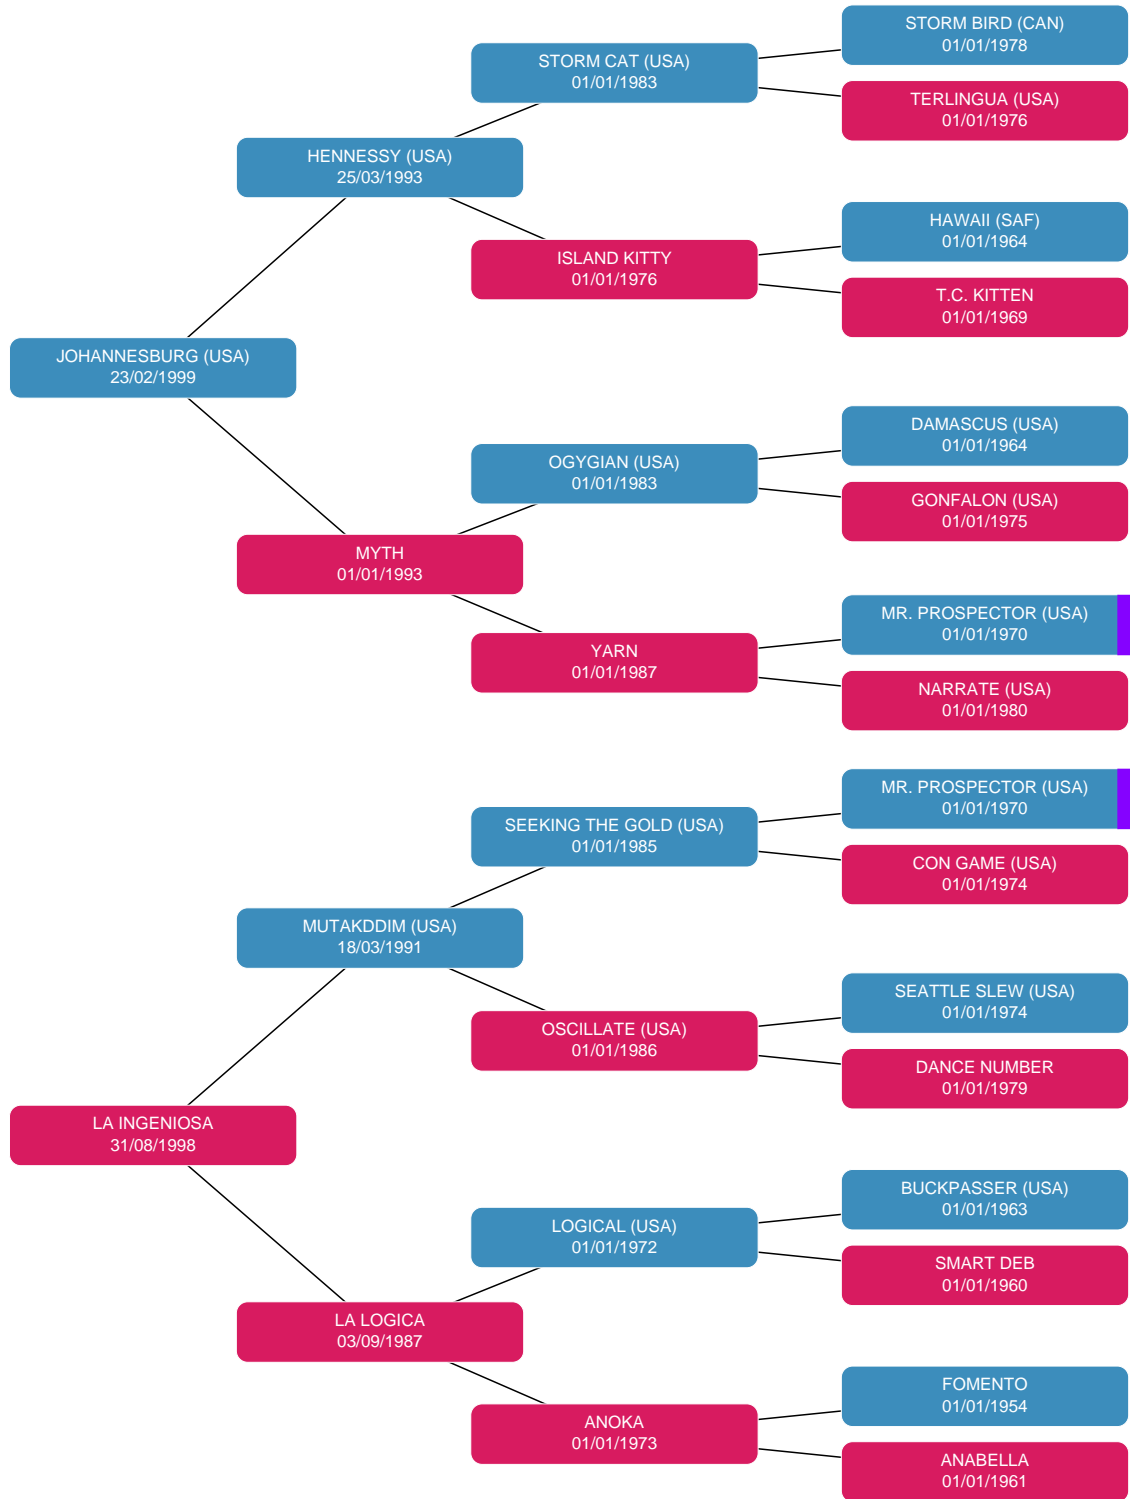 STORM BIRD (CAN)
01/01/1978
STORM CAT (USA)
01/01/1983
TERLINGUA (USA)
01/01/1976
HENNESSY (USA)
25/03/1993
HAWAII (SAF)
01/01/1964
ISLAND KITTY
01/01/1976
T.C. KITTEN
01/01/1969
JOHANNESBURG (USA)
23/02/1999
DAMASCUS (USA)
01/01/1964
OGYGIAN (USA)
01/01/1983
GONFALON (USA)
01/01/1975
MYTH
01/01/1993
MR. PROSPECTOR (USA)
01/01/1970
YARN
01/01/1987
NARRATE (USA)
01/01/1980
MR. PROSPECTOR (USA)
01/01/1970
SEEKING THE GOLD (USA)
01/01/1985
CON GAME (USA)
01/01/1974
MUTAKDDIM (USA)
18/03/1991
SEATTLE SLEW (USA)
01/01/1974
OSCILLATE (USA)
01/01/1986
DANCE NUMBER
01/01/1979
LA INGENIOSA
31/08/1998
BUCKPASSER (USA)
01/01/1963
LOGICAL (USA)
01/01/1972
SMART DEB
01/01/1960
LA LOGICA
03/09/1987
FOMENTO
01/01/1954
ANOKA
01/01/1973
ANABELLA
01/01/1961